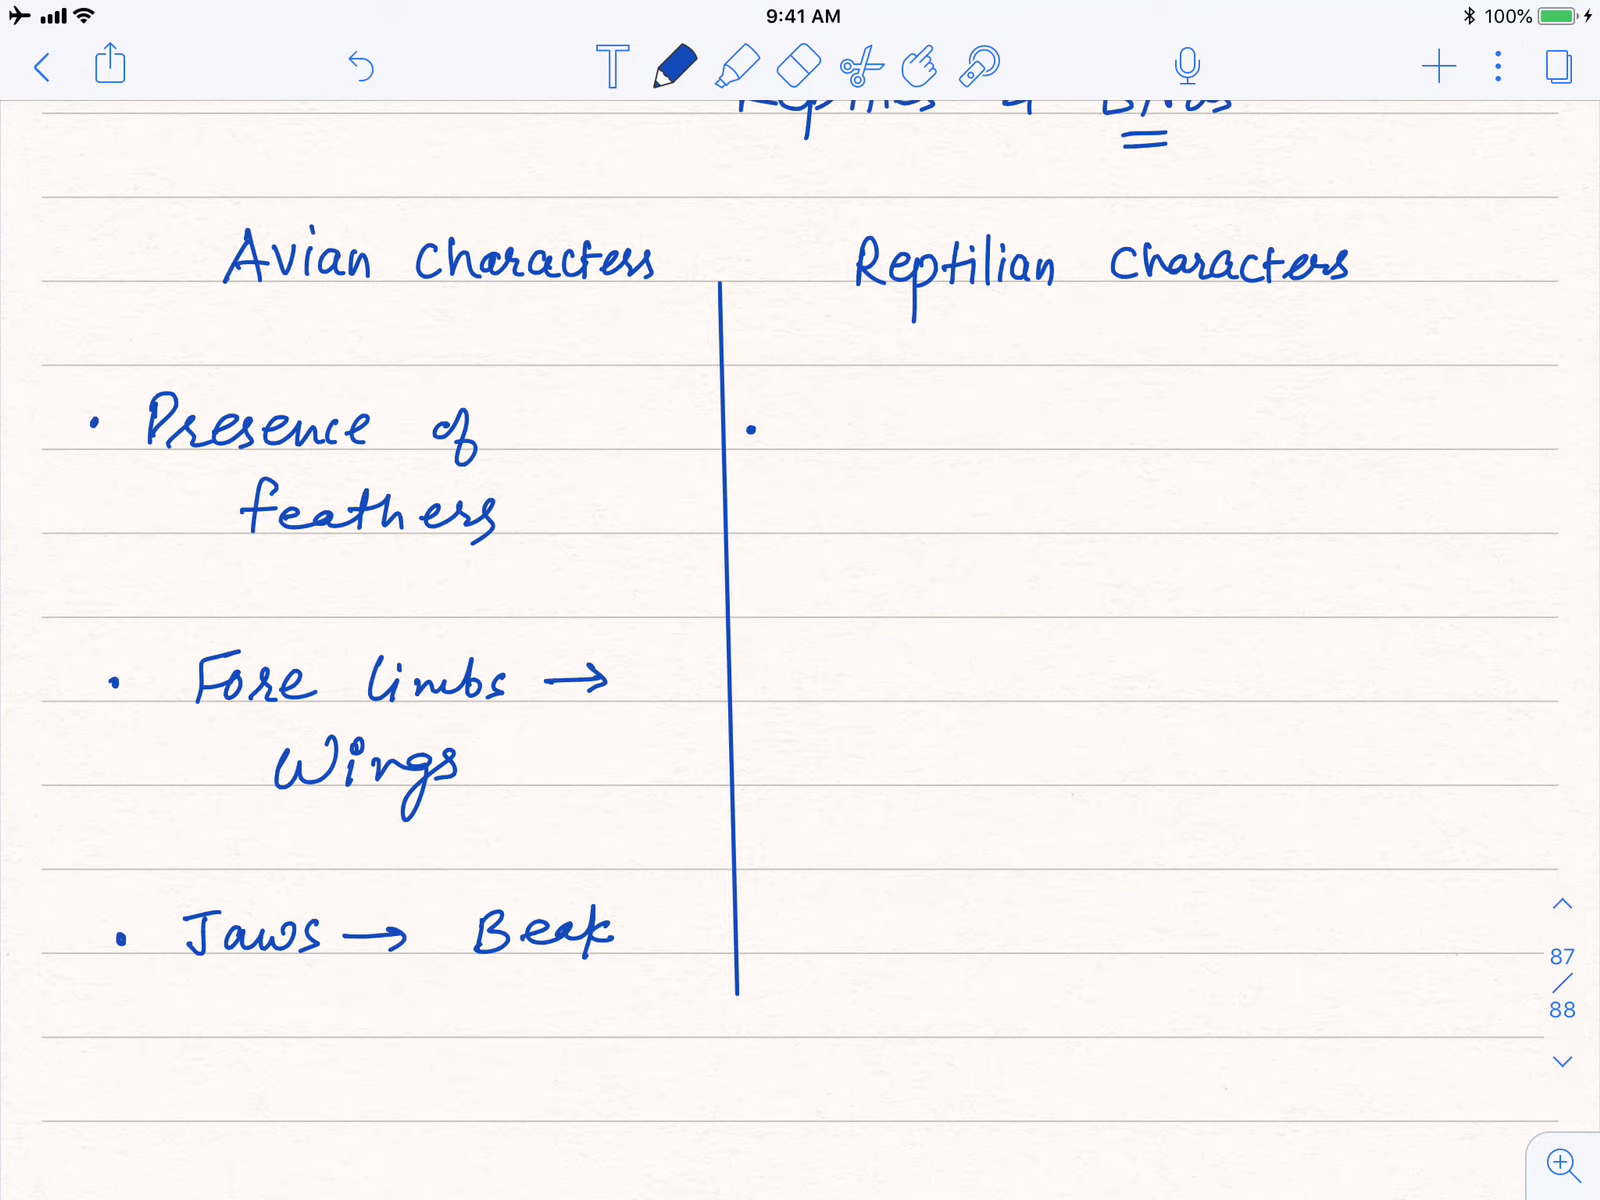 9:41 AM
100%
Avian characters
Reptilian characters
• Presence of
feathers
• Fore limbs →
Wings
• Jaws → Beak
•
87
/
88